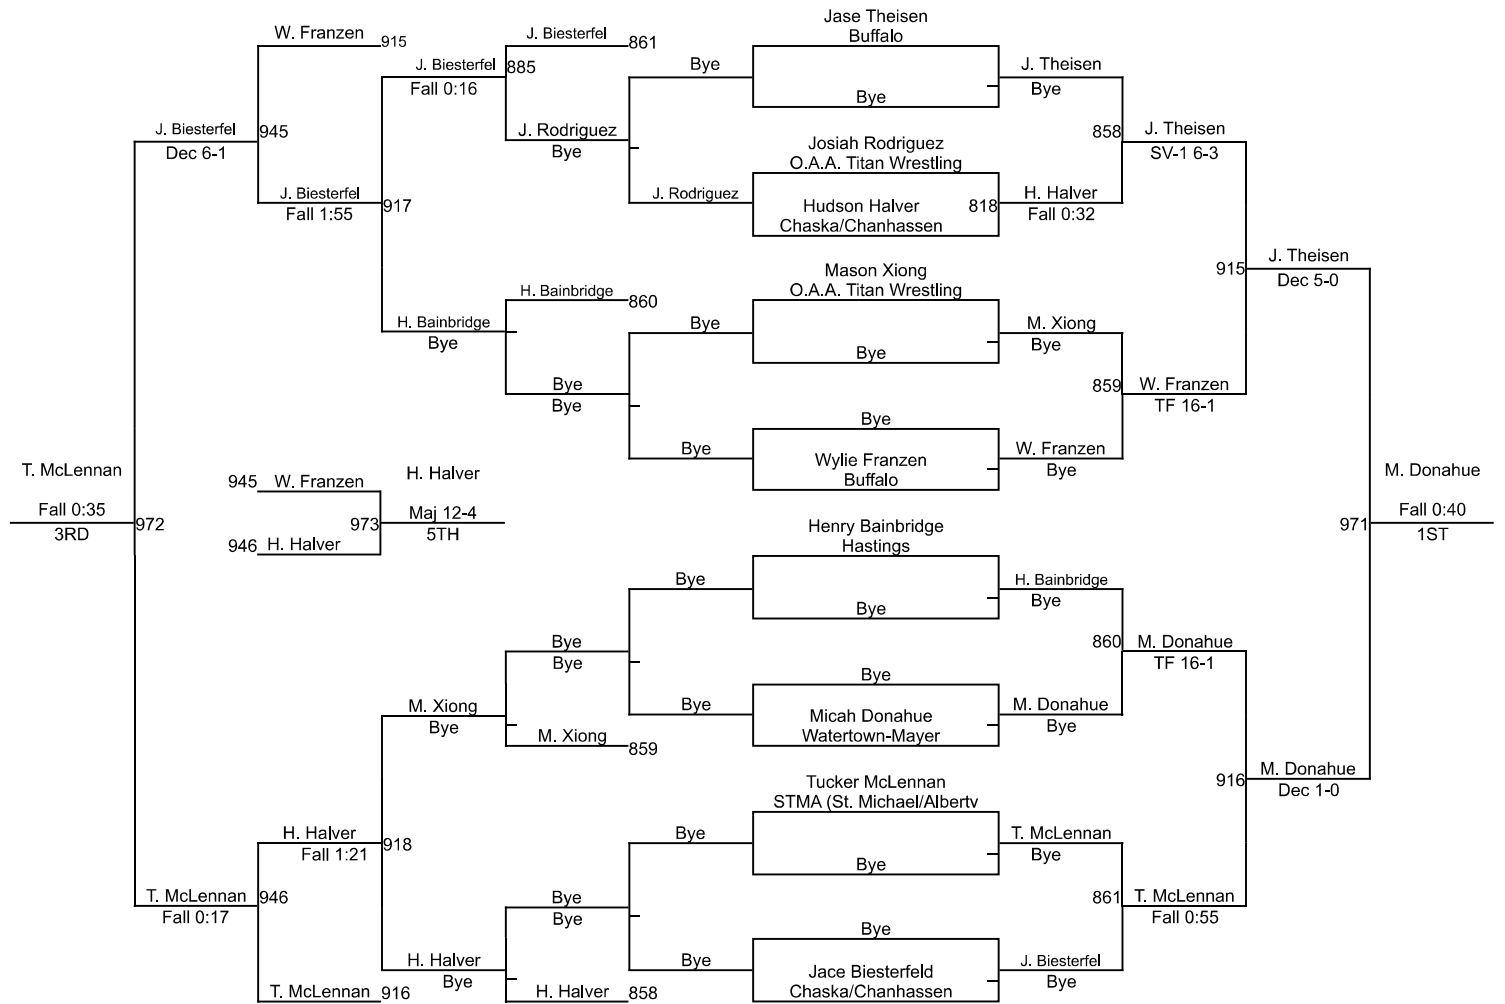 Jase Theisen
Buffalo
W. Franzen 915
J. Biesterfel 861
J. Biesterfel 885
Fall 0:16
Bye
J. Theisen
Bye
Bye
J. Biesterfel 945
Dec 6-1
J. Rodriguez
Bye
858
J. Theisen
SV-1 6-3
Josiah Rodriguez
O.A.A. Titan Wrestling
J. Biesterfel
Fall 1:55
917
J. Rodriguez
Hudson Halver
Chaska/Chanhassen
818
H. Halver
Fall 0:32
Mason Xiong
O.A.A. Titan Wrestling
915
J. Theisen
Dec 5-0
H. Bainbridge 860
H. Bainbridge
Bye
Bye
M. Xiong
Bye
Bye
Bye
Bye
859
W. Franzen
TF 16-1
Bye
Bye
Wylie Franzen
Buffalo
W. Franzen
Bye
T. McLennan
Fall 0:35
3RD
972
945 W. Franzen
973
946 H. Halver
H. Halver
Maj 12-4
5TH
M. Donahue
971
Fall 0:40
1ST
Henry Bainbridge
Hastings
Bye
Bye
H. Bainbridge
Bye
Bye
Bye
860
M. Donahue
TF 16-1
Bye
M. Xiong
Bye
Bye
Micah Donahue
Watertown-Mayer
M. Donahue
Bye
M. Xiong 859
Tucker McLennan
STMA (St. Michael/Albertv
916
M. Donahue
Dec 1-0
H. Halver
Fall 1:21
918
Bye
Bye
T. McLennan
Bye
T. McLennan 946
Fall 0:17
Bye
Bye
861
T. McLennan
Fall 0:55
Bye
H. Halver
Bye
Bye
Jace Biesterfeld
Chaska/Chanhassen
J. Biesterfel
Bye
T. McLennan 916
H. Halver 858